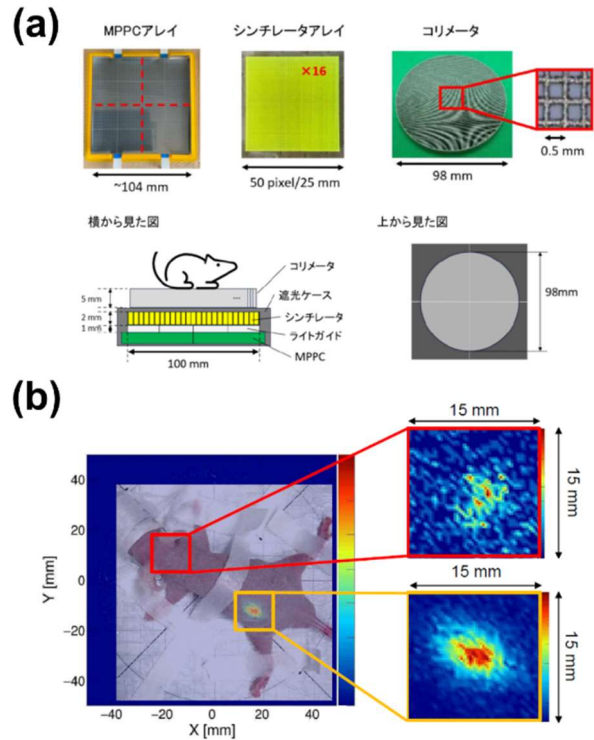 (a)
MPPCアレイ
シンチレータアレイ
コリメータ
×16
~104 mm
50 pixel/25 mm
98 mm
0.5 mm
横から見た図
上から見た図
コリメータ
遮光ケース
シンチレータ
ライトガイド
MPPC
5 mm
2 mm
1 mm
100 mm
98mm
(b)
15 mm
15 mm
15 mm
15 mm
Y [mm]
40
20
0
−20
−40
−40
−20
0
20
40
X [mm]